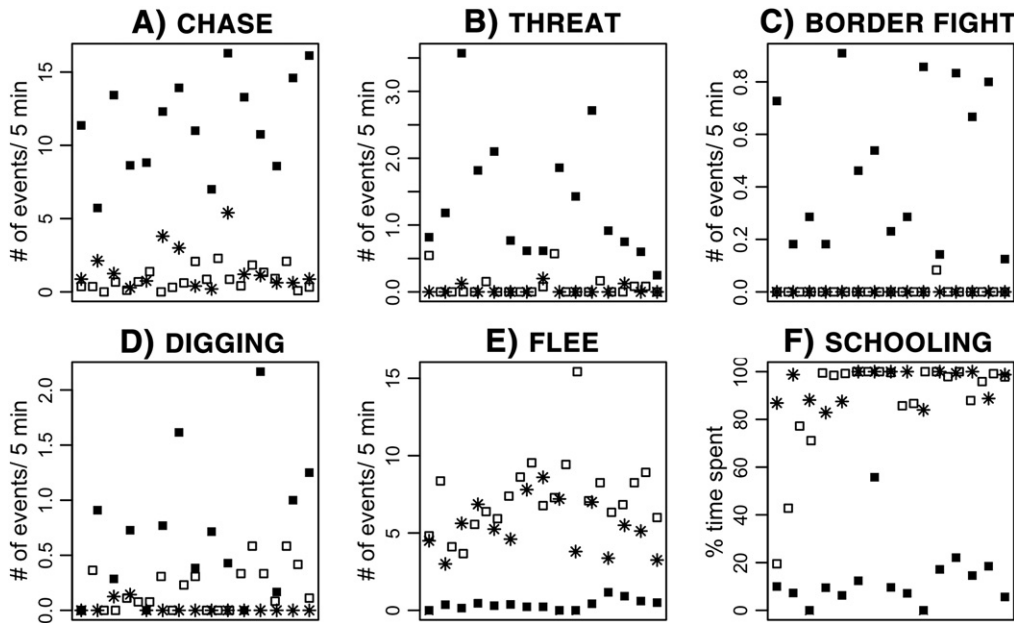 A) CHASE
# of events/ 5 min
15
10
5
0
B) THREAT
# of events/ 5 min
3.0
2.0
1.0
0.0
C) BORDER FIGHT
# of events/ 5 min
0.8
0.6
0.4
0.2
0.0
D) DIGGING
# of events/ 5 min
2.0
1.5
1.0
0.5
0.0
E) FLEE
# of events/ 5 min
15
10
5
0
F) SCHOOLING
% time spent
100
80
60
40
20
0